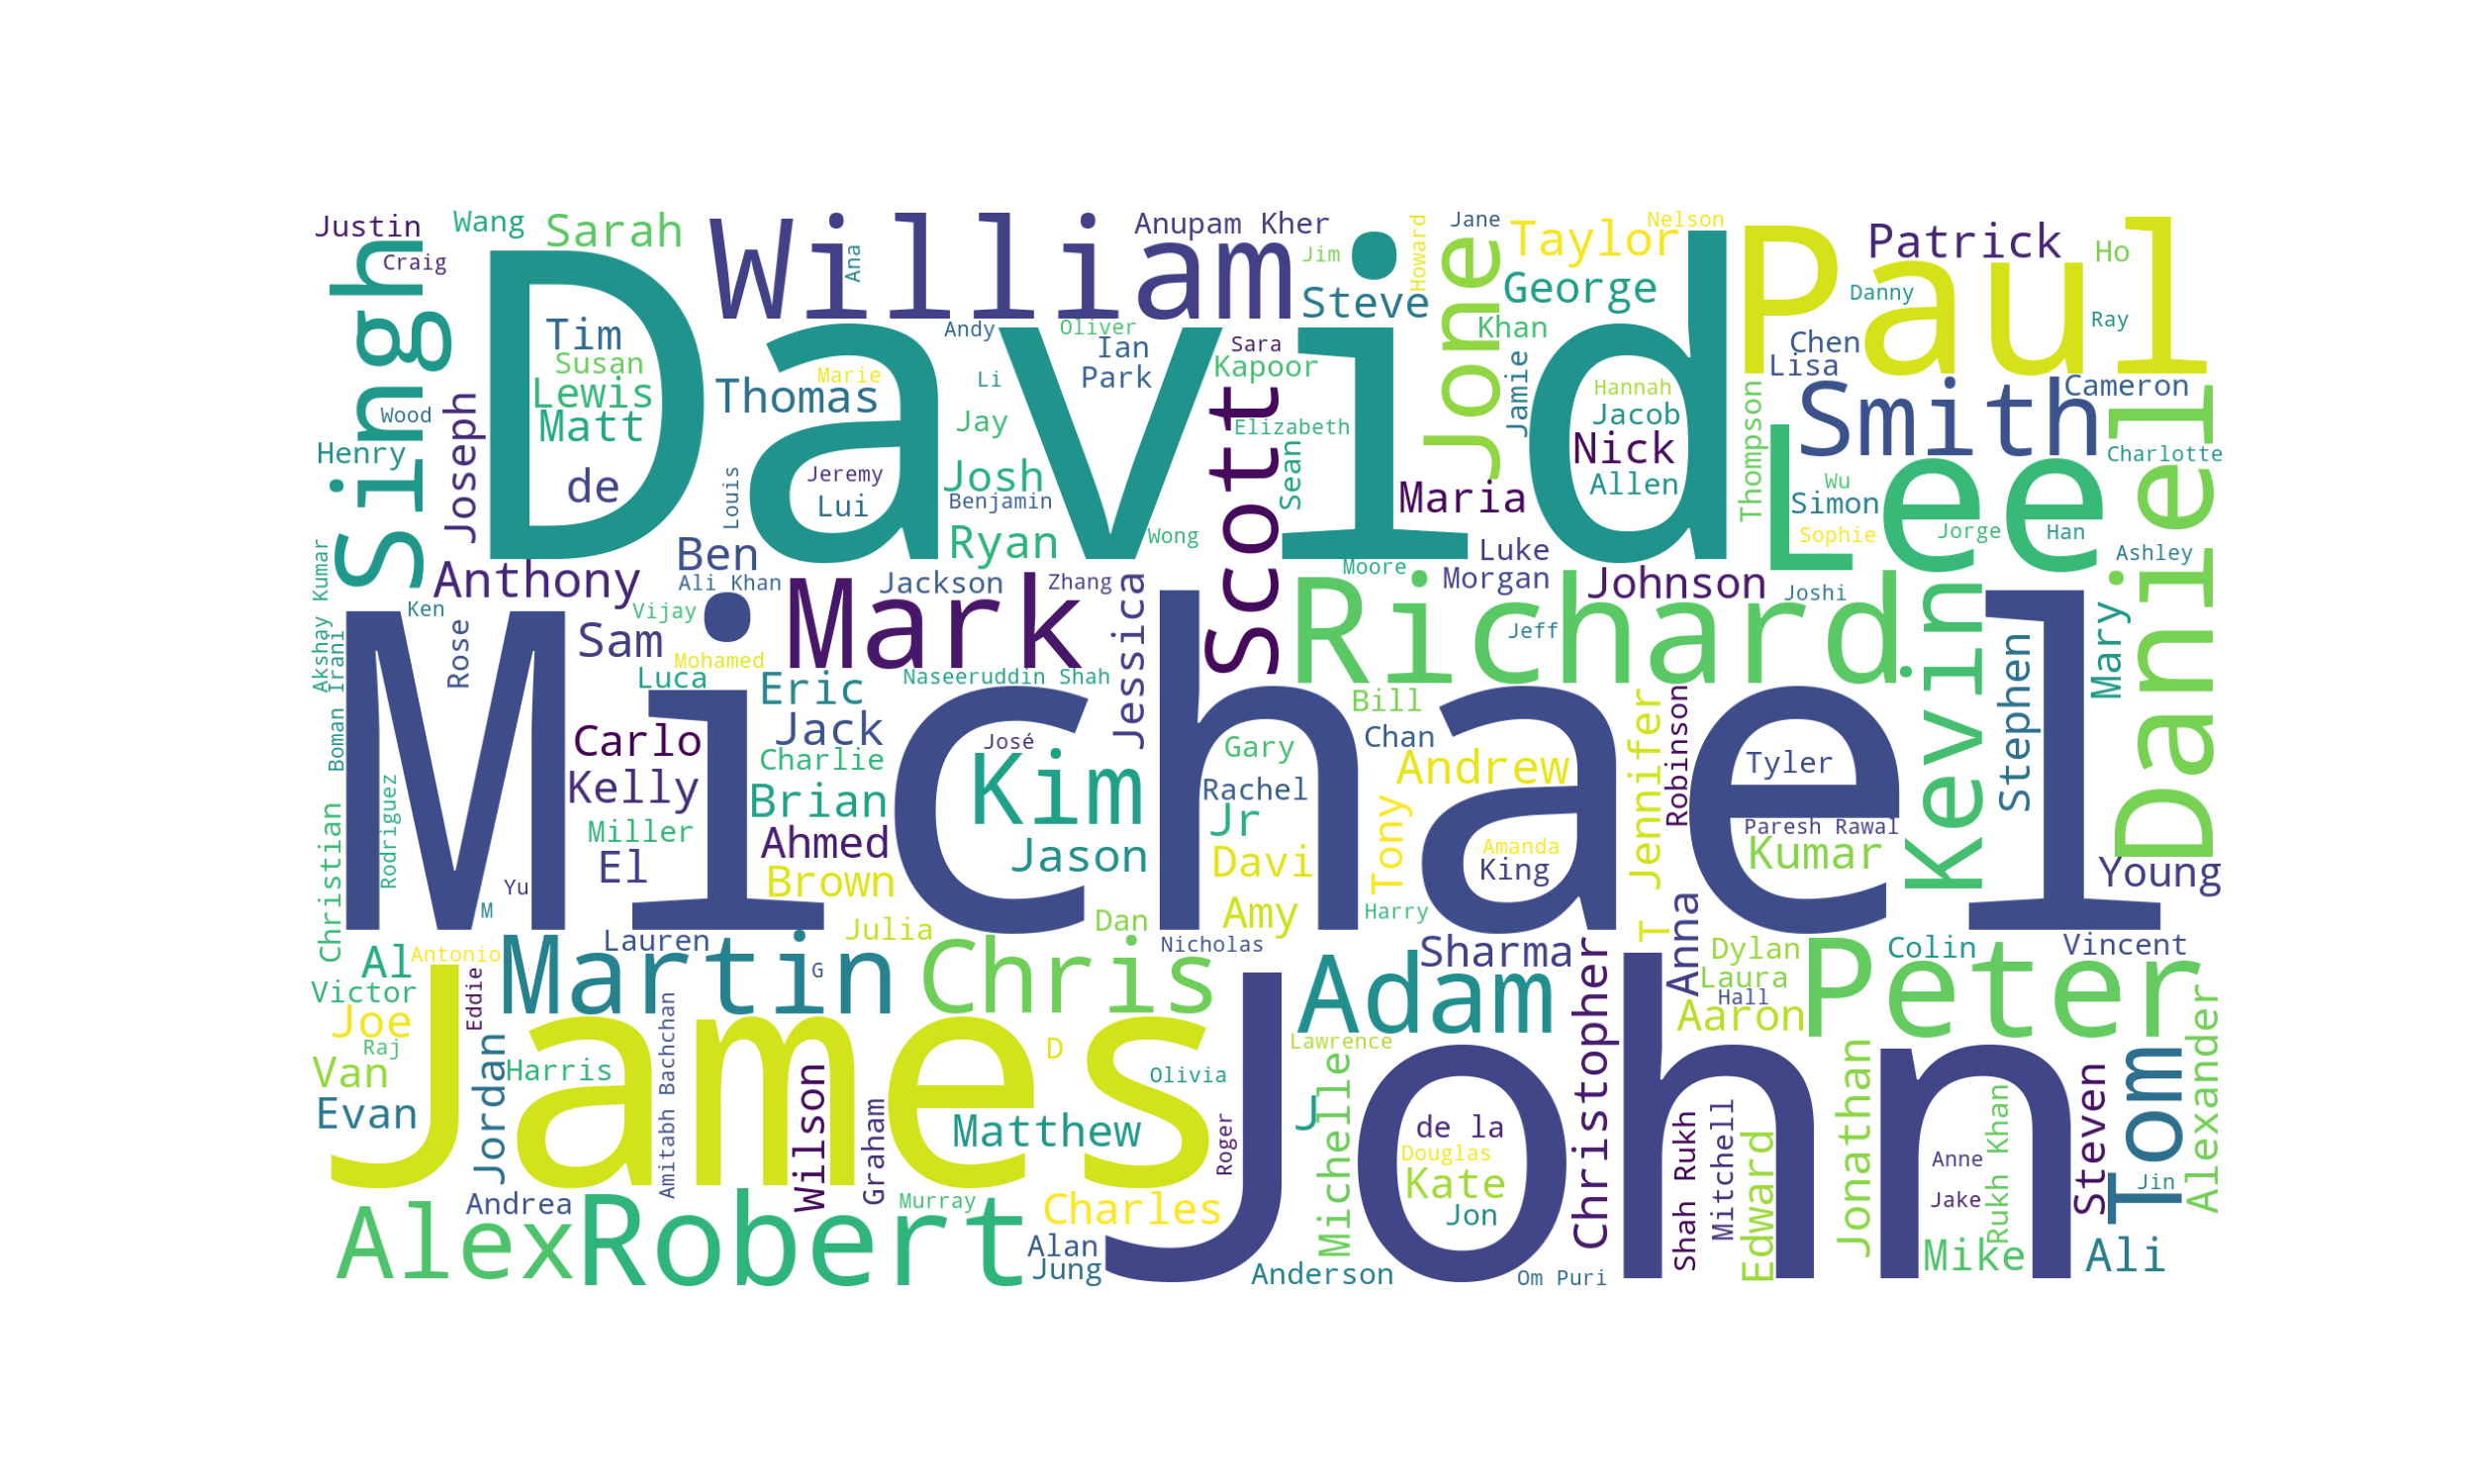 Justin
Wang
Sarah
William
Anupam Kher
Jane
Taylor
Nelson
Paul
Patrick
Ho
Craig
Ana
Jim
Howard
Steve
George
Danny
Ray
Singh
David
Jone
Khan
Tim
Susan
Lewis
Matt
de
Andy
Oliver
Ian
Park
Sara
Kapoor
Jamie
Chen
Lisa
Smith
Cameron
Wood
Henry
Joseph
Thomas
Marie
Li
Jay
Scott
Elizabeth
Sean
Hannah
Jacob
Nick
Allen
Thompson
Lee
Daniel
Charlotte
Louis
Jeremy
Lui
Josh
Benjamin
Ryan
Wong
Maria
Luke
Morgan
Wu
Simon
Sophie
Jorge
Han
Ashley
Anthony
Ben
Ali Khan
Jackson
Zhang
Moore
Johnson
Joshi
Akshay Kumar
Boman Irani
Ken
Rose
Sam
Vijay
Mohamed
Luca
Mark
Naseeruddin Shah
Jessica
Richard
Jeff
Kevin
Stephen
Mary
Michael
Carlo
Kelly
Miller
El
Eric
Jack
Charlie
Brian
Ahmed
Brown
José
Kim
Jason
Gary
Rachel
Jr
Davi
Amy
Bill
Chan
Andrew
Tony
Amanda
King
Harry
Jennifer
Robinson
Tyler
Paresh Rawal
Kumar
Young
Christian
Rodriguez
Yu
M
Julia
Dan
T
Anna
Al
Antonio
Victor
Eddie
Lauren
Martin
G
Chris
Nicholas
Sharma
Adam
Christopher
Dylan
Laura
Hall
Aaron
Peter
Colin
Vincent
Joe
Raj
Van
Evan
Jordan
James
Harris
Amitabh Bachchan
Wilson
Graham
D
Matthew
Olivia
Roger
Lawrence
J
Michelle
John
de la
Douglas
Kate
Jon
Shah Rukh
Mitchell
Edward
Jonathan
Anne
Jake
Rukh Khan
Steven
Tom
Jin
Alexander
Alex
Andrea
Robert
Murray
Charles
Alan
Jung
Anderson
Om Puri
Mike
Ali